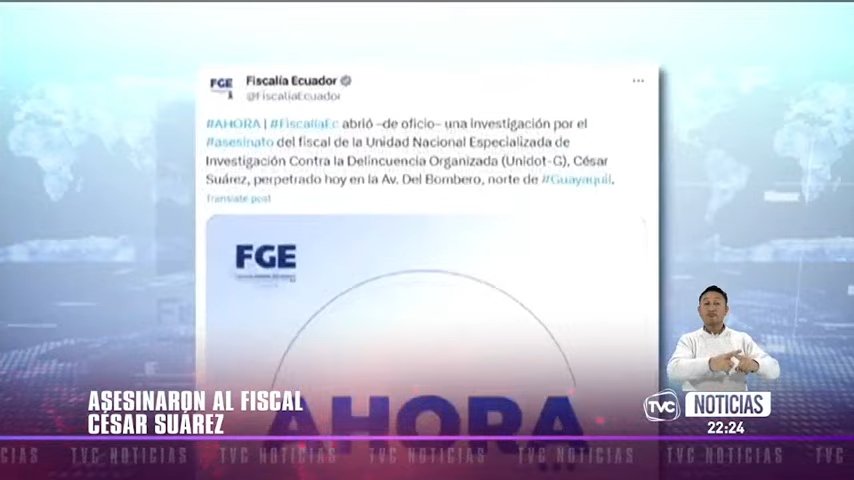 FGE
Fiscalía Ecuador
@FiscaliaEcuador
#AHORA | #FiscalíaEc abrió –de oficio– una investigación por el
#asesinato del fiscal de la Unidad Nacional Especializada de
Investigación Contra la Delincuencia Organizada (Unidot-G), César
Suárez, perpetrado hoy en la Av. Del Bombero, norte de #Guayaquil.
Translate post
FGE
AHORA
ASESINARON AL FISCAL
CÉSAR SUÁREZ
TVC NOTICIAS
22:24
CIAS TVC NOTICIAS TVC NOTICIAS TVC NOTICIAS TVC NOTICIAS TVC NOTICIAS TVC